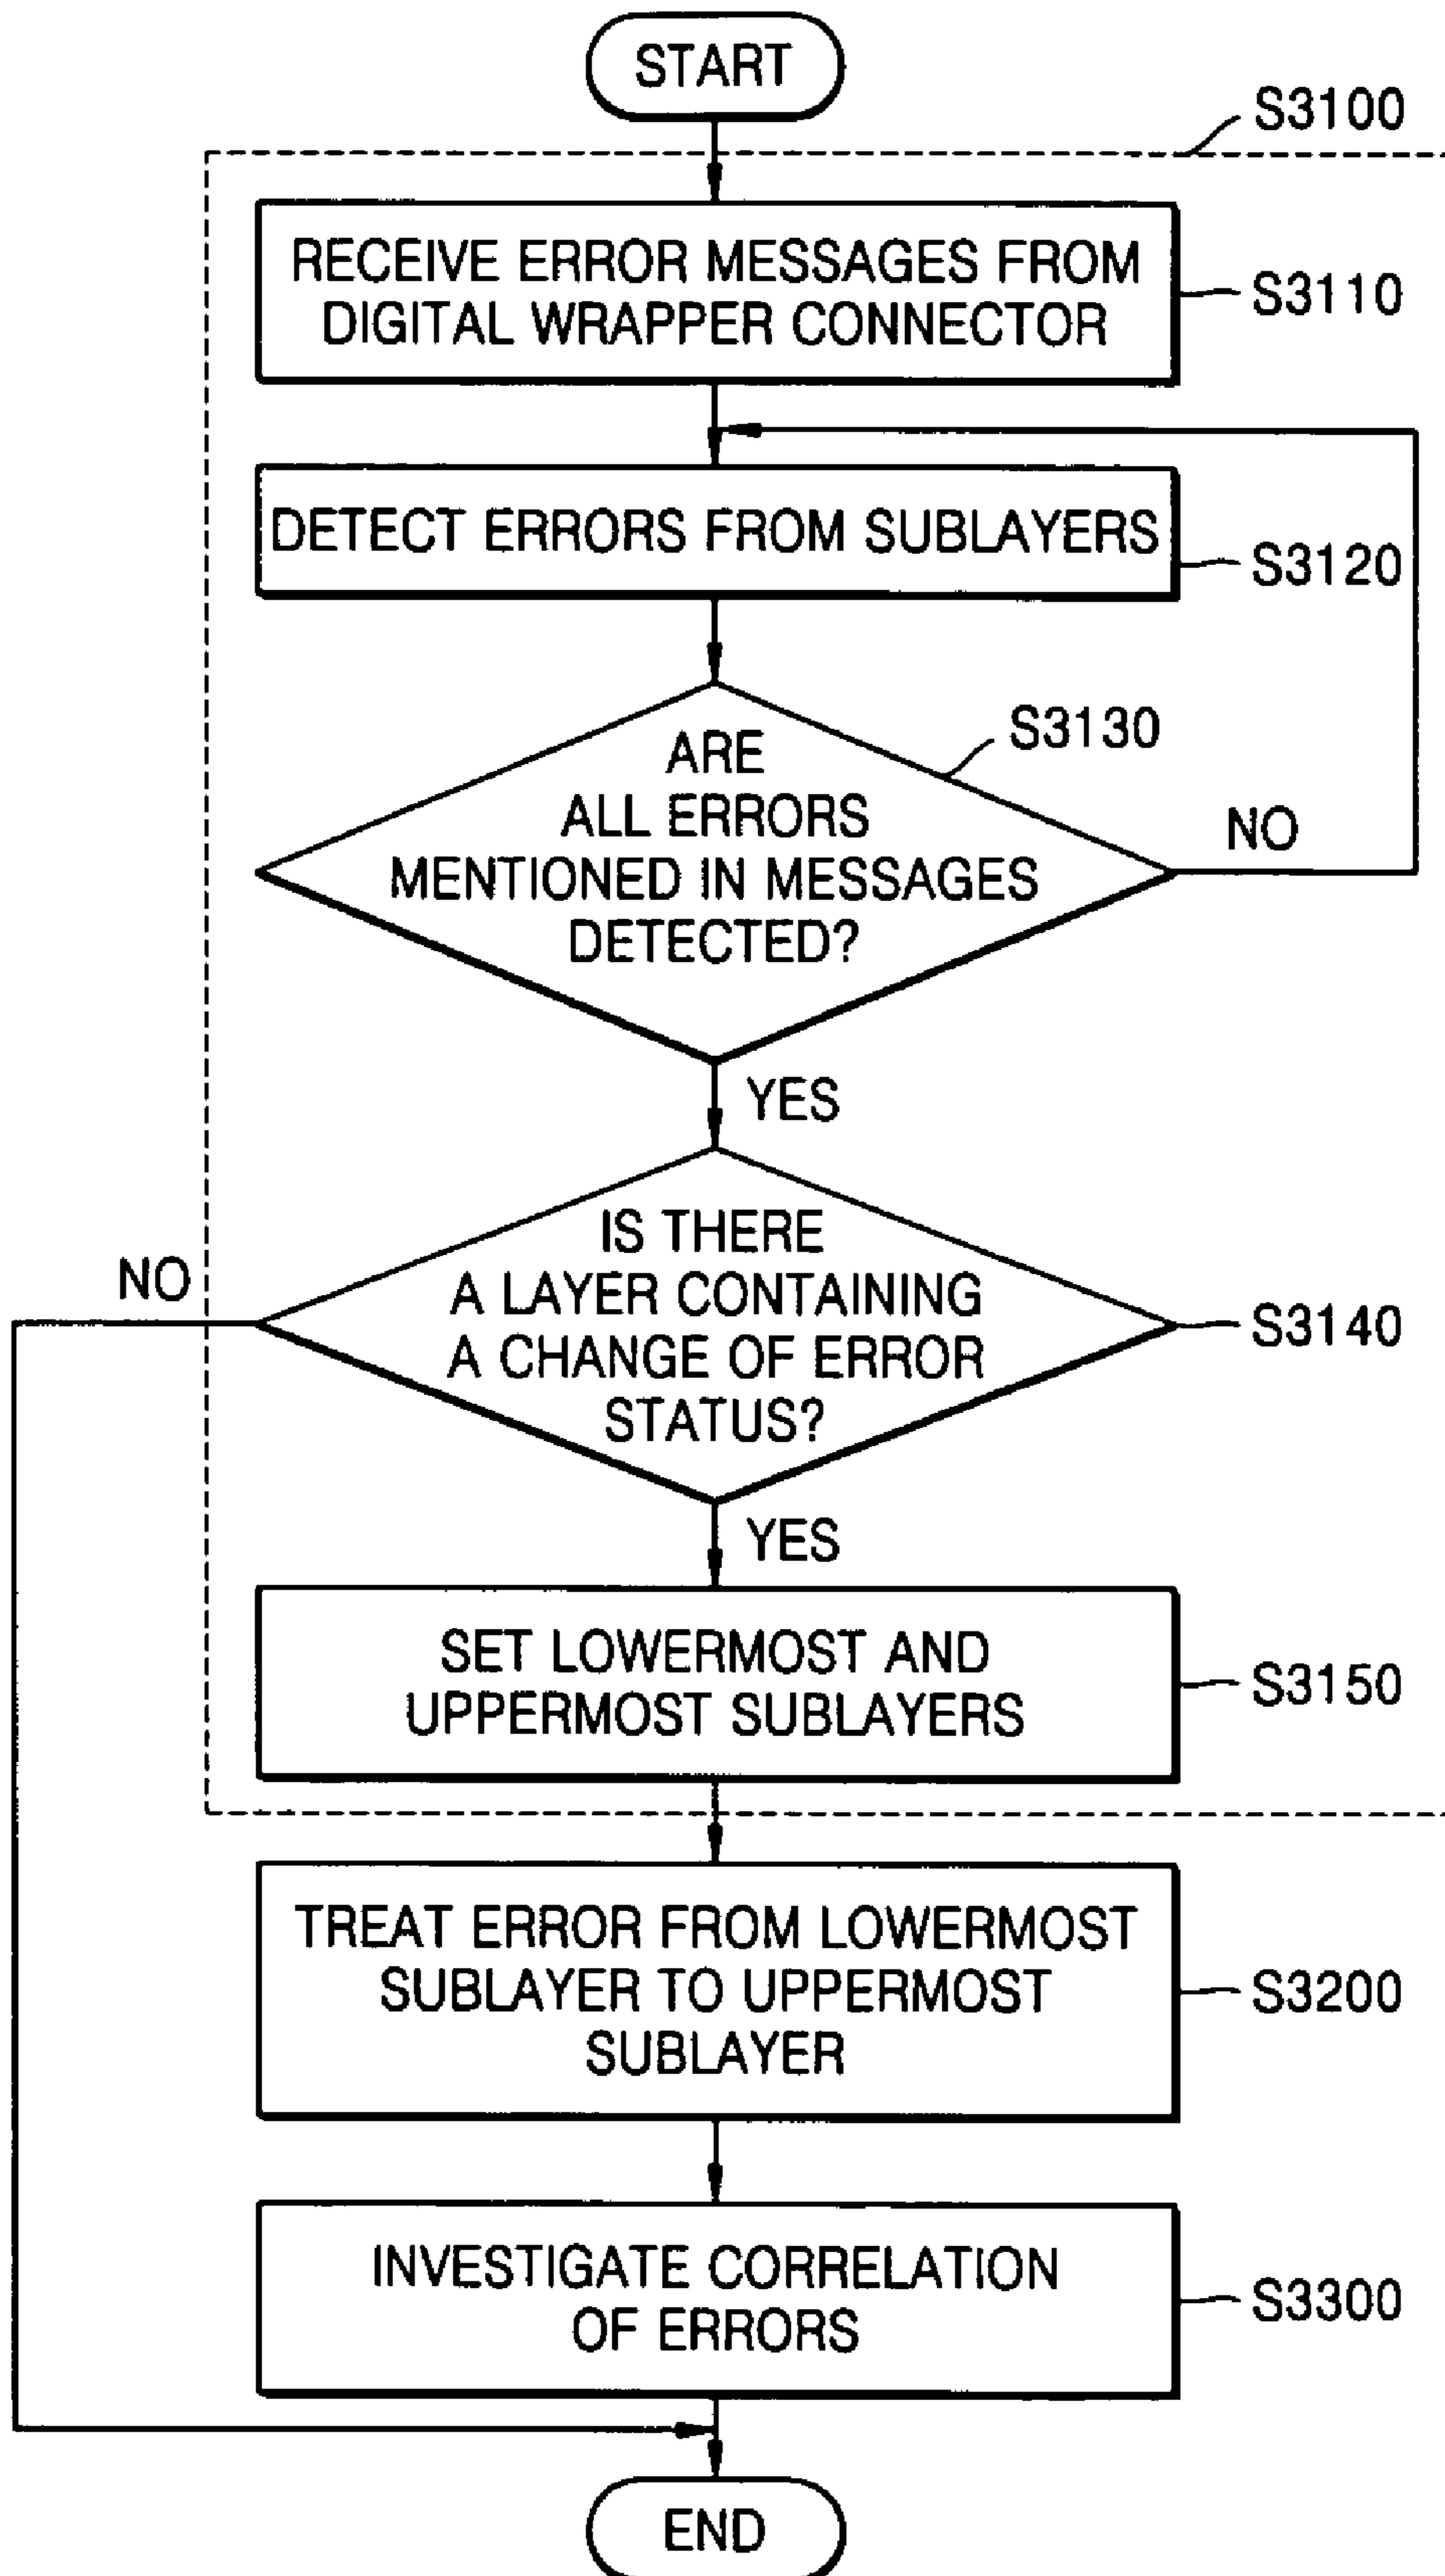 START
S3100
RECEIVE ERROR MESSAGES FROM
DIGITAL WRAPPER CONNECTOR
S3110
DETECT ERRORS FROM SUBLAYERS
S3120
ARE
ALL ERRORS
MENTIONED IN MESSAGES
DETECTED?
S3130
NO
YES
IS THERE
A LAYER CONTAINING
A CHANGE OF ERROR
STATUS?
NO
S3140
YES
SET LOWERMOST AND
UPPERMOST SUBLAYERS
S3150
TREAT ERROR FROM LOWERMOST
SUBLAYER TO UPPERMOST
SUBLAYER
S3200
INVESTIGATE CORRELATION
OF ERRORS
S3300
END